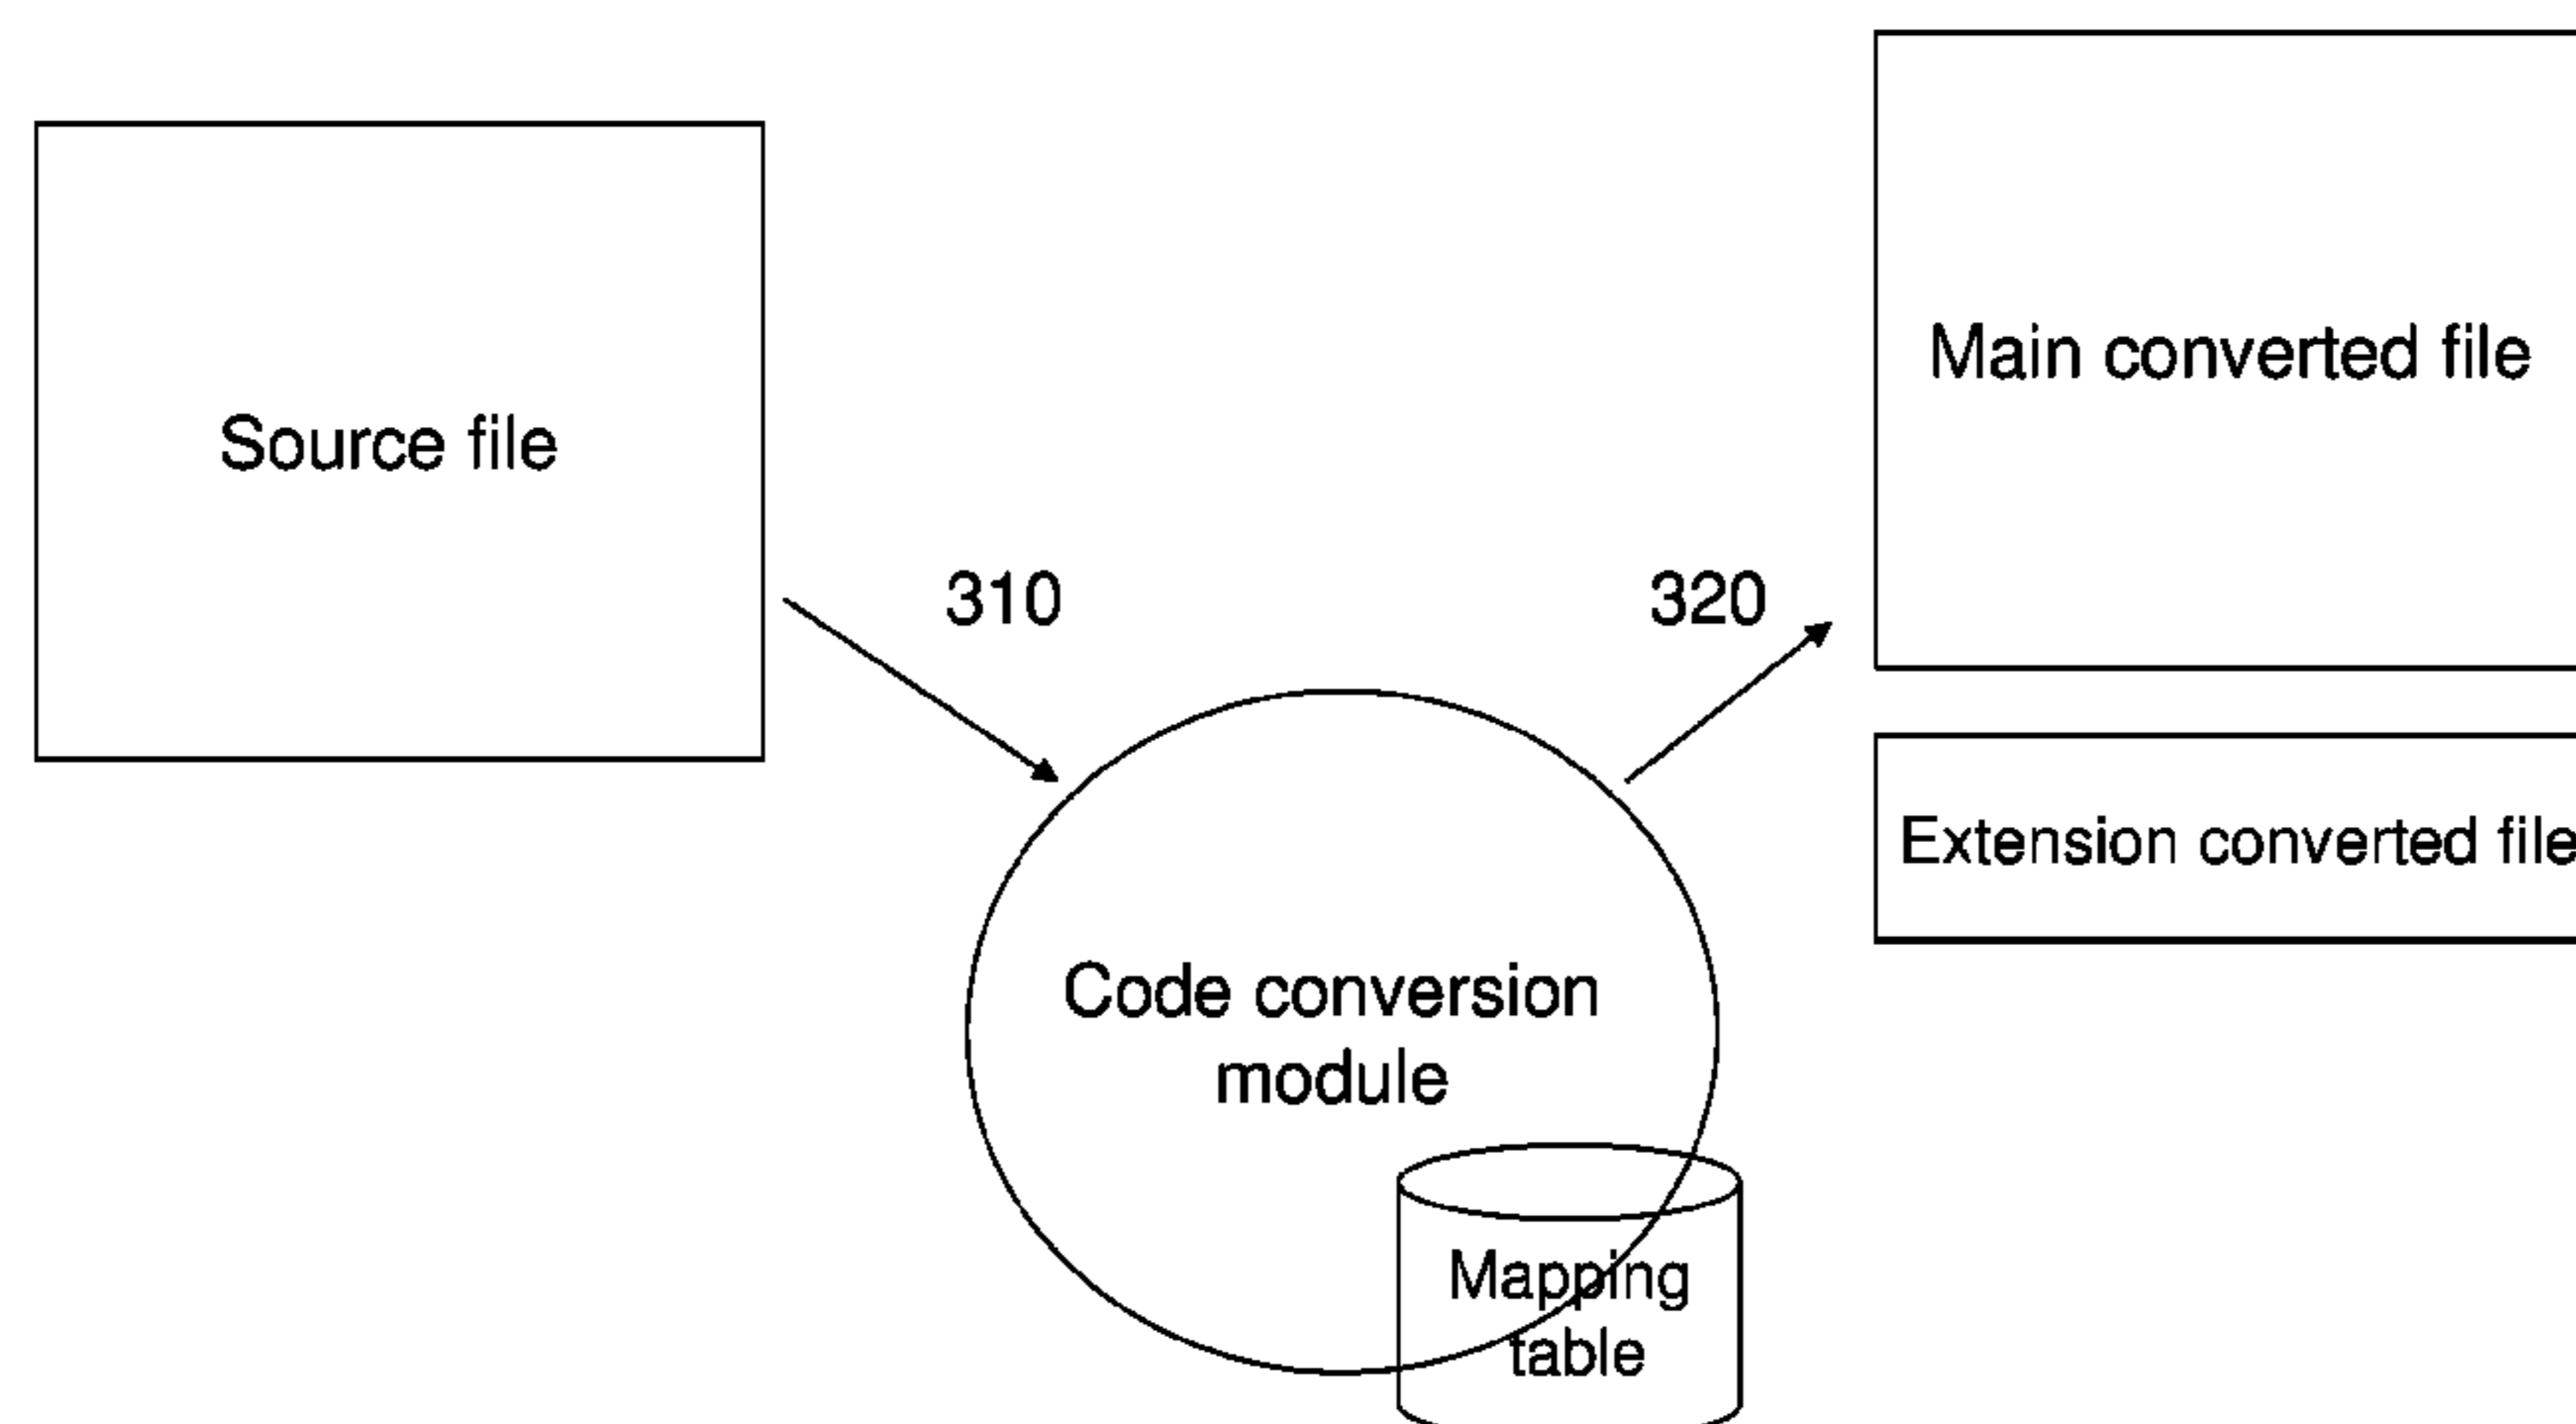 Source file
310
320
Main converted file
Extension converted file
Code conversion
module
Mapping
table